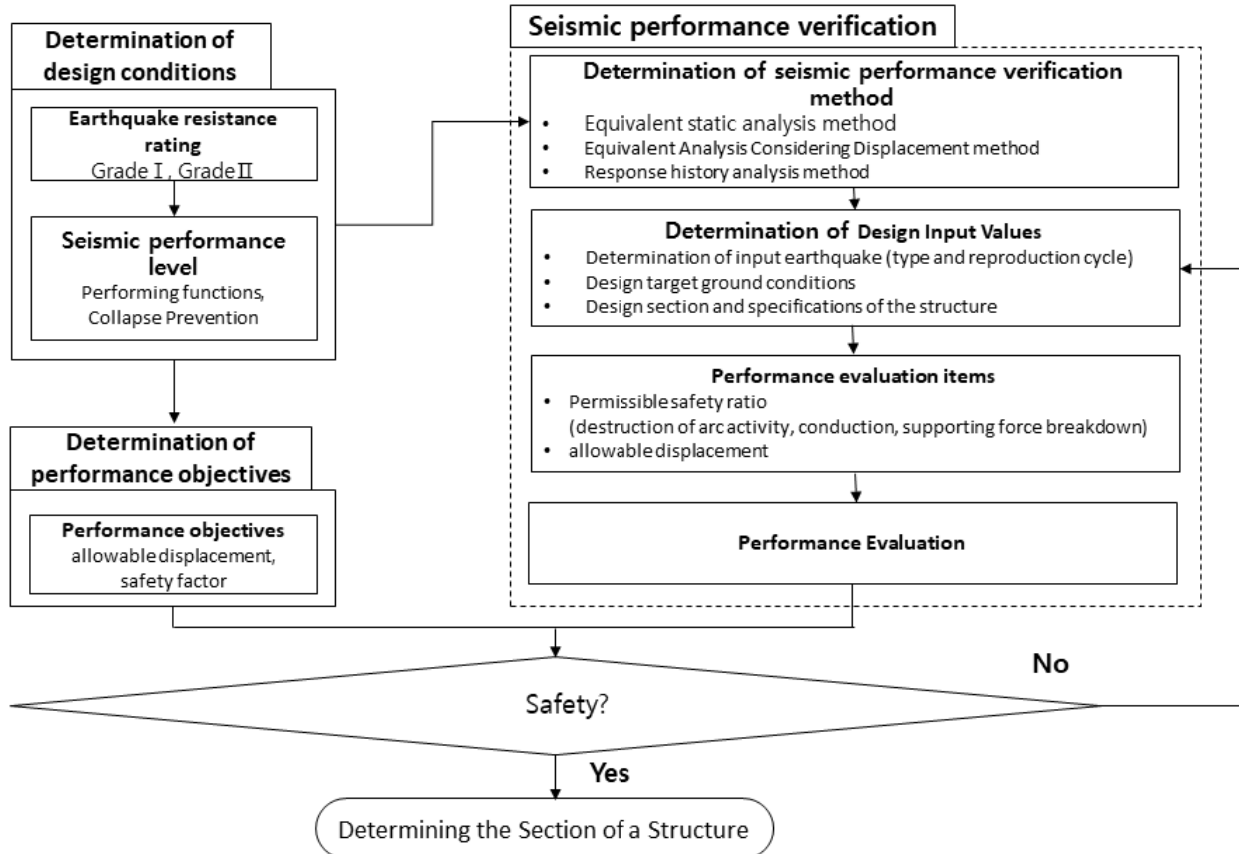 Determination of
design conditions
Earthquake resistance
rating
Grade Ⅰ, Grade Ⅱ
Seismic performance
level
Performing functions,
Collapse Prevention
Determination of
performance objectives
Performance objectives
allowable displacement,
safety factor
Seismic performance verification
Determination of seismic performance verification
method
• Equivalent static analysis method
• Equivalent Analysis Considering Displacement method
• Response history analysis method
Determination of Design Input Values
• Determination of input earthquake (type and reproduction cycle)
• Design target ground conditions
• Design section and specifications of the structure
Performance evaluation items
• Permissible safety ratio
(destruction of arc activity, conduction, supporting force breakdown)
• allowable displacement
Performance Evaluation
Safety?
No
Yes
Determining the Section of a Structure